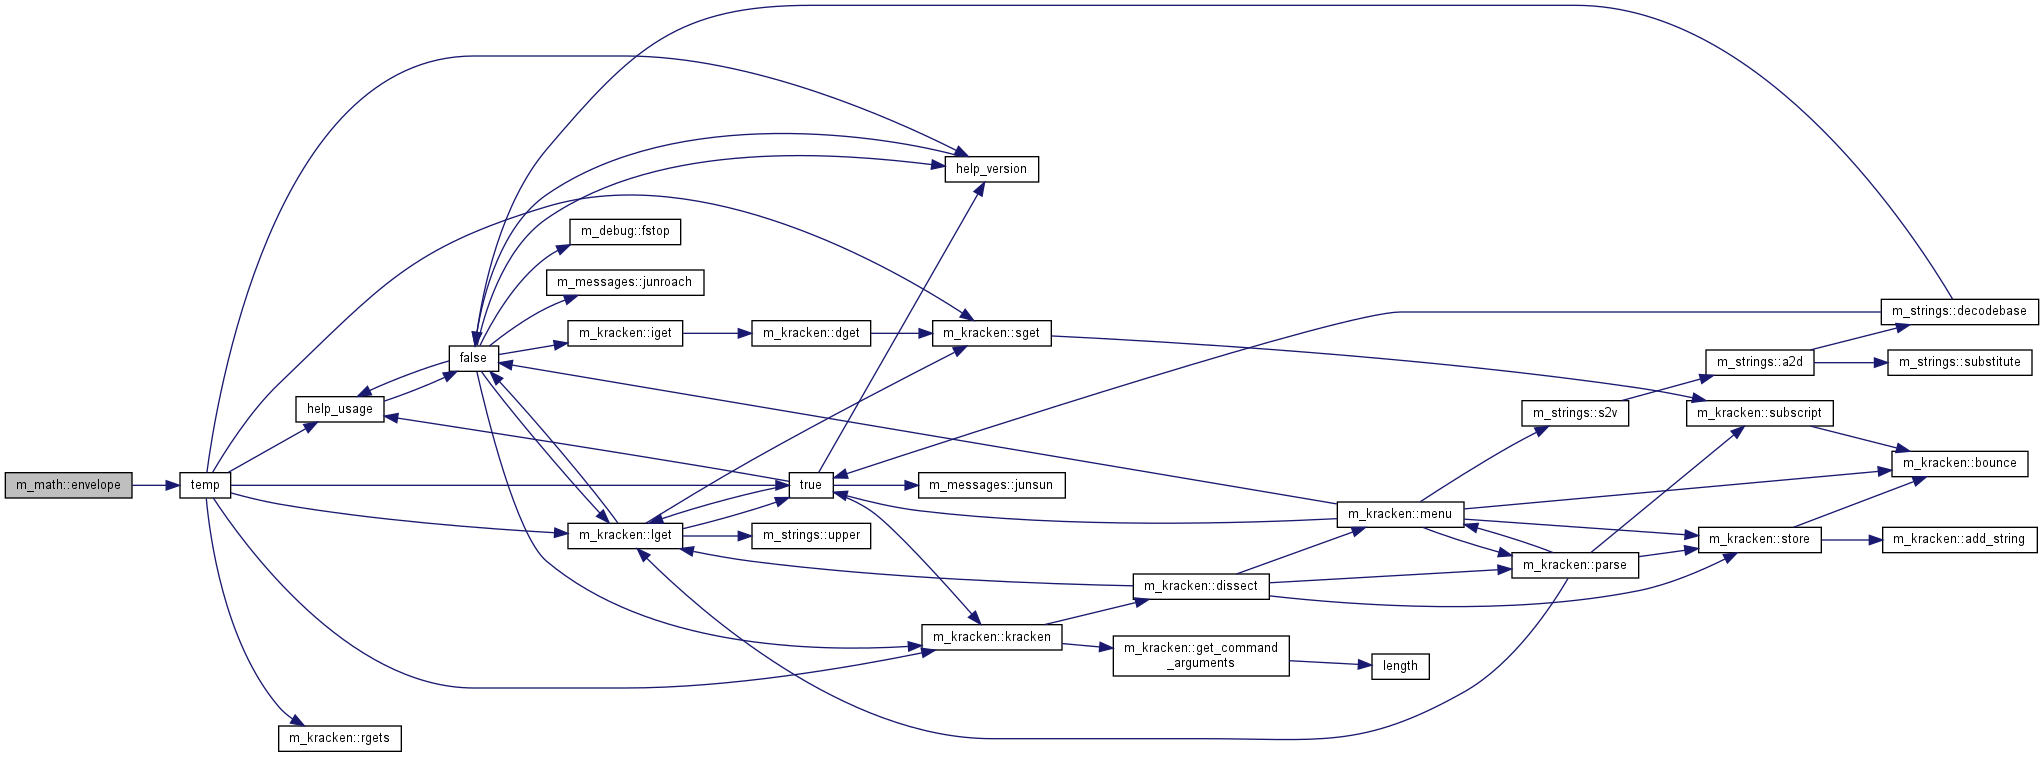 help_version
m_debug::fstop
m_messages::junroach
m_strings::decodebase
m_kracken::iget
m_kracken::dget
m_kracken::sget
false
m_strings::a2d
m_strings::substitute
help_usage
m_strings::s2v
m_kracken::subscript
m_kracken::bounce
m_math::envelope
temp
true
m_messages::junsun
m_kracken::menu
m_kracken::lget
m_strings::upper
m_kracken::store
m_kracken::add_string
m_kracken::parse
m_kracken::dissect
m_kracken::kracken
m_kracken::get_command
_arguments
length
m_kracken::rgets